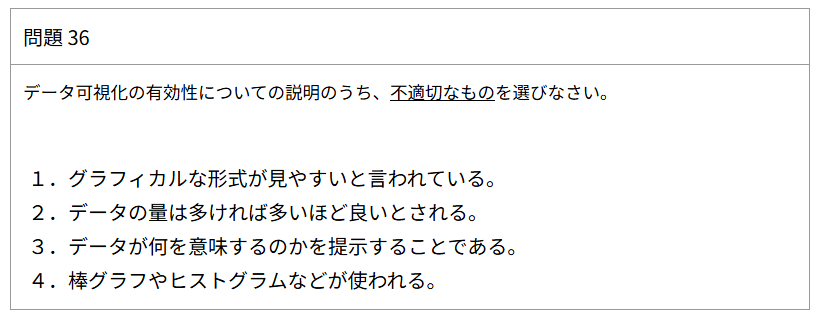 問題 36
データ可視化の有効性についての説明のうち、不適切なものを選びなさい。
１．グラフィカルな形式が見やすいと言われている。
２．データの量は多ければ多いほど良いとされる。
３．データが何を意味するのかを提示することである。
４．棒グラフやヒストグラムなどが使われる。